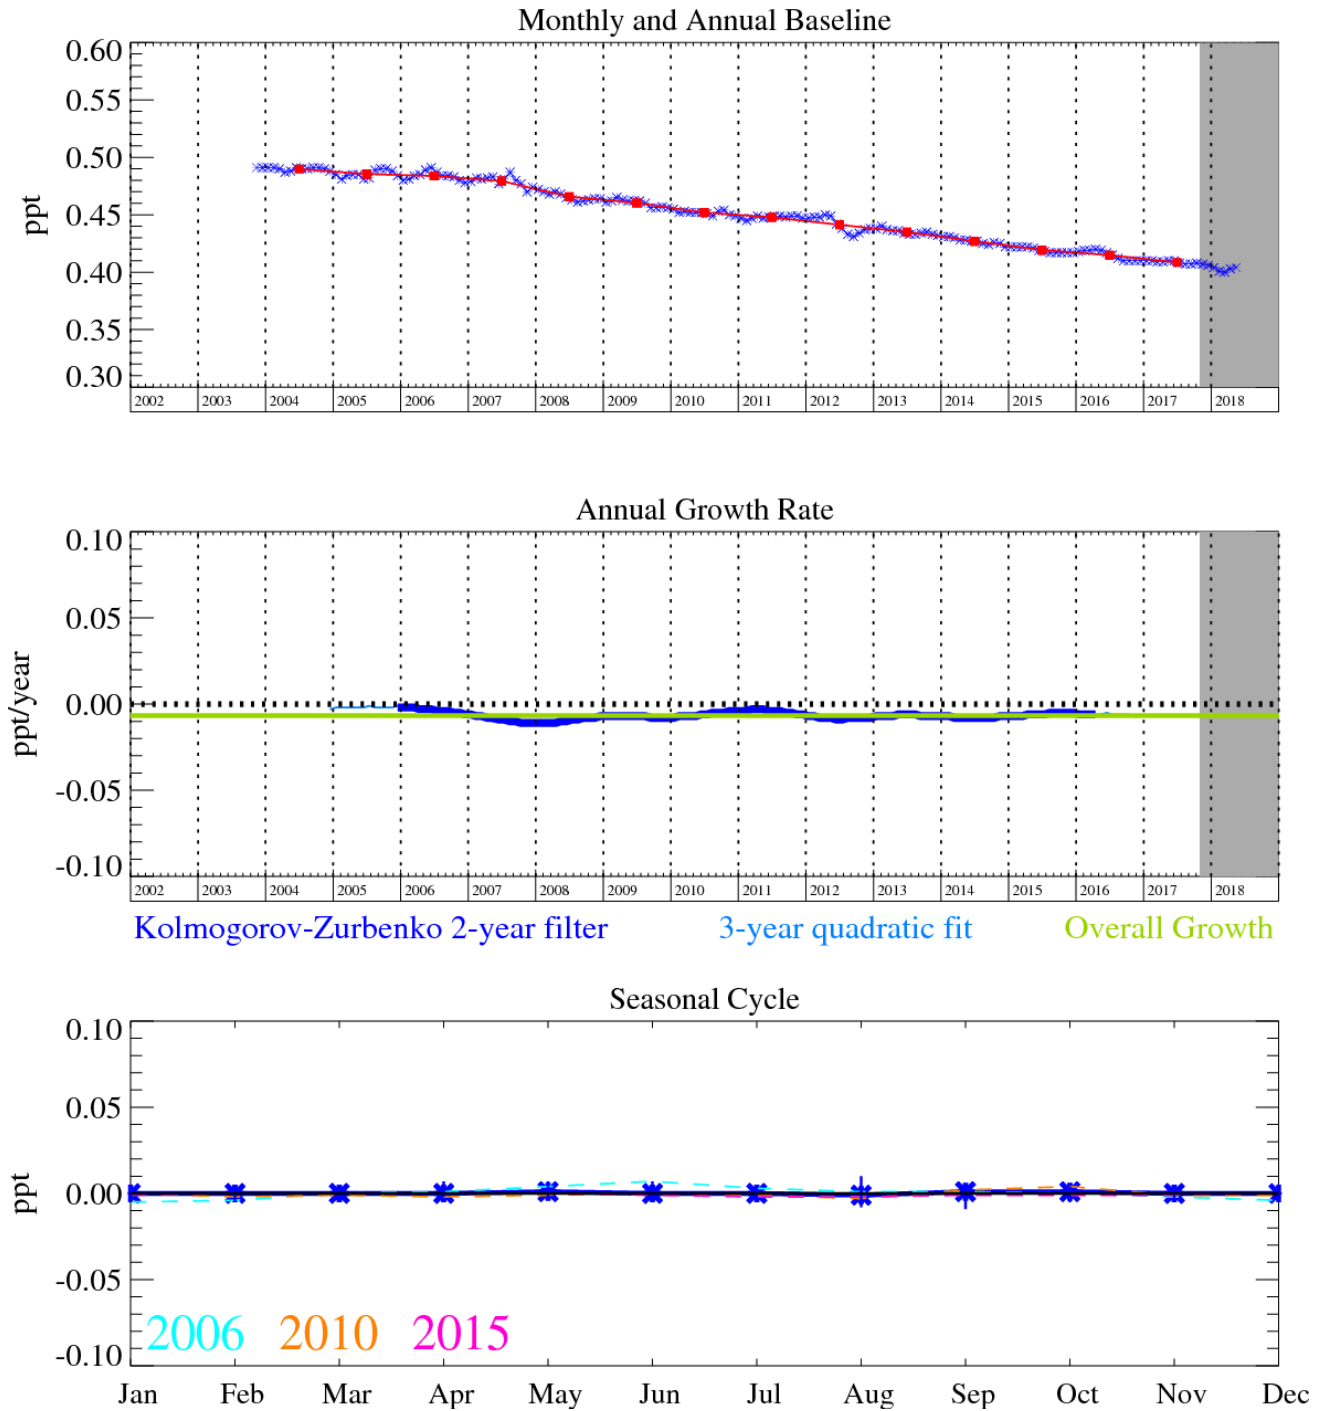 Monthly and Annual Baseline
0.60
0.55
0.50
0.45
0.40
0.35
0.30
ppt
2002 2003 2004 2005 2006 2007 2008 2009 2010 2011 2012 2013 2014 2015 2016 2017 2018
Annual Growth Rate
0.10
0.05
0.00
-0.05
-0.10
ppt/year
2002 2003 2004 2005 2006 2007 2008 2009 2010 2011 2012 2013 2014 2015 2016 2017 2018
Kolmogorov-Zurbenko 2-year filter 3-year quadratic fit Overall Growth
Seasonal Cycle
0.10
0.05
0.00
-0.05
-0.10
ppt
2006 2010 2015
Jan Feb Mar Apr May Jun Jul Aug Sep Oct Nov Dec